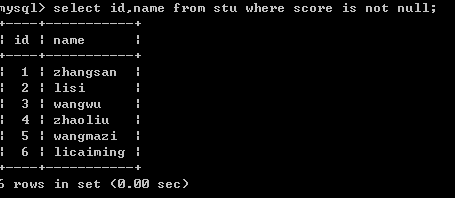 mysql> select id,name from stu where score is not null;
+----+-----------+
| id | name      |
+----+-----------+
|  1 | zhangsan  |
|  2 | lisi      |
|  3 | wangwu    |
|  4 | zhaoliu   |
|  5 | wangmazi  |
|  6 | licaiming |
+----+-----------+
6 rows in set (0.00 sec)